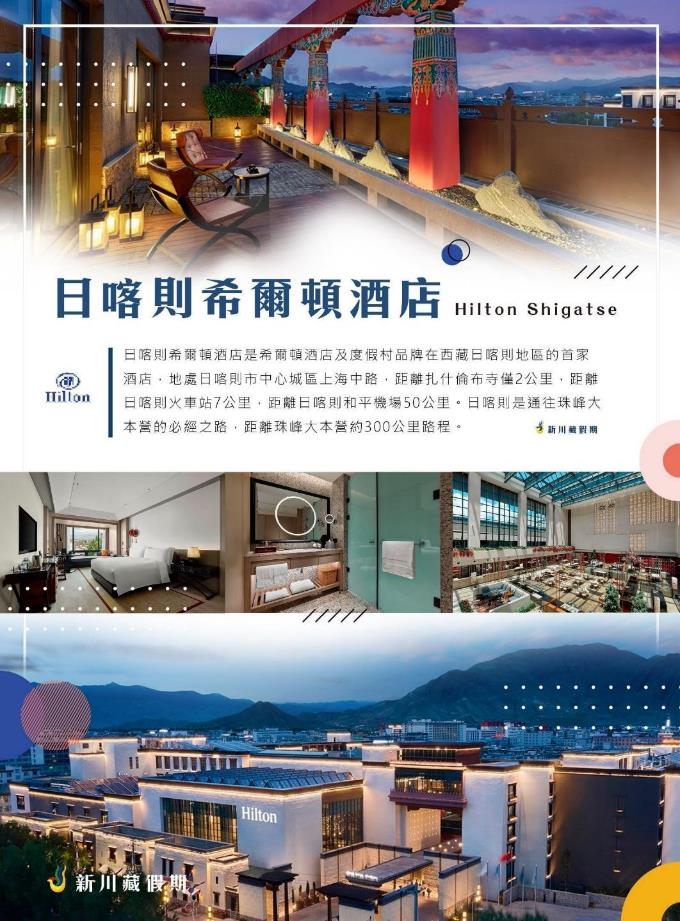 日喀則希爾頓酒店 Hilton Shigatse
日喀則希爾頓酒店是希爾頓酒店及度假村品牌在西藏日喀則地區的首家
酒店，地處日喀則市中心城區上海中路，距離扎什倫布寺僅2公里，距離
日喀則火車站7公里，距離日喀則和平機場50公里。日喀則是通往珠峰大
本營的必經之路，距離珠峰大本營約300公里路程。
Hilton
新川藏假期
Hilton
新川藏假期